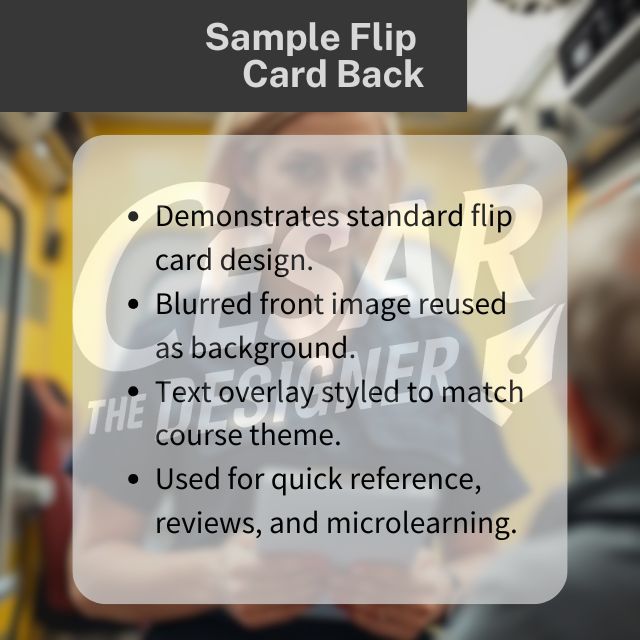 Sample Flip
Card Back
CESAR
THE DESIGNER
• Demonstrates standard flip
card design.
• Blurred front image reused
as background.
• Text overlay styled to match
course theme.
• Used for quick reference,
reviews, and microlearning.